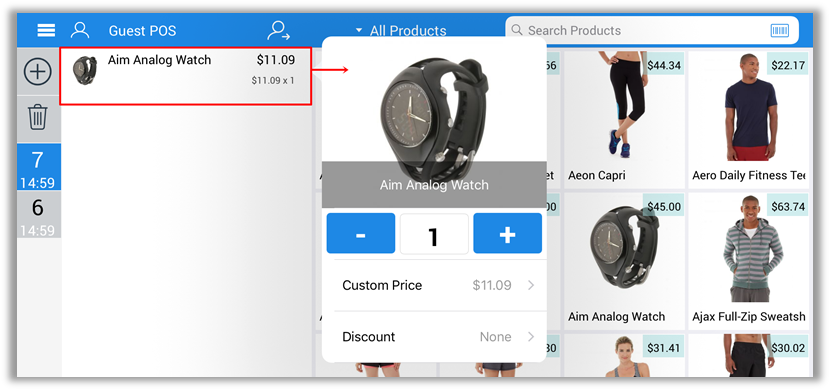 Guest POS
All Products
Search Products
Aim Analog Watch $11.09
$11.09 x 1
7
14:59
6
14:59
Aim Analog Watch
- 1 +
Custom Price $11.09
Discount None
66 $44.34 $22.17
et Aeon Capri Aero Daily Fitness Tee
00 $45.00 $63.74
Aim Analog Watch Ajax Full-Zip Sweatsh
30 $31.41 $30.02